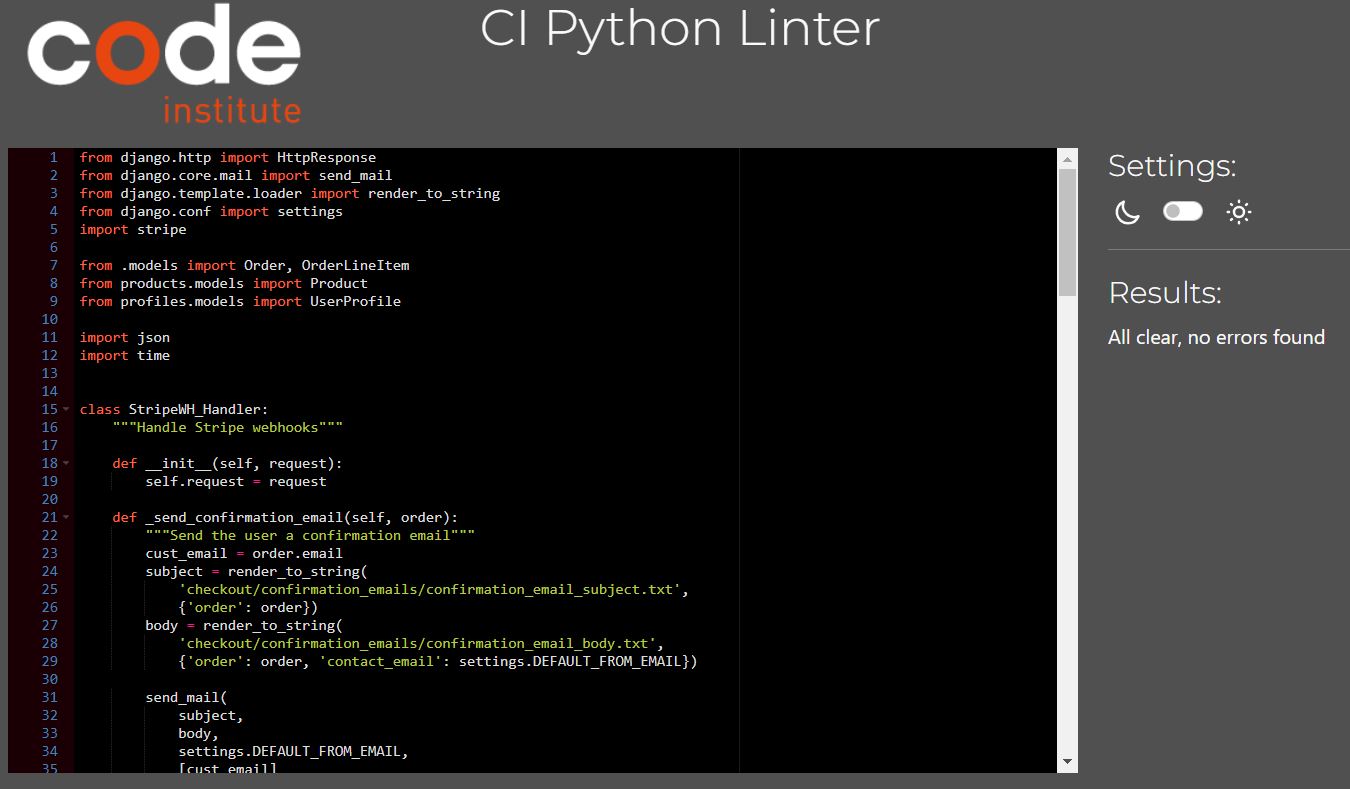 code
institute
CI Python Linter
1 from django.http import HttpResponse
2 from django.core.mail import send_mail
3 from django.template.loader import render_to_string
4 from django.conf import settings
5 import stripe
6
7 from .models import Order, OrderLineItem
8 from products.models import Product
9 from profiles.models import UserProfile
10
11 import json
12 import time
13
14
15 class StripeWH_Handler:
16     """Handle Stripe webhooks"""
17
18     def __init__(self, request):
19         self.request = request
20
21     def _send_confirmation_email(self, order):
22         """Send the user a confirmation email"""
23         cust_email = order.email
24         subject = render_to_string(
25             'checkout/confirmation_emails/confirmation_email_subject.txt',
26             {'order': order})
27         body = render_to_string(
28             'checkout/confirmation_emails/confirmation_email_body.txt',
29             {'order': order, 'contact_email': settings.DEFAULT_FROM_EMAIL})
30
31         send_mail(
32             subject,
33             body,
34             settings.DEFAULT_FROM_EMAIL,
35             [cust_email]
Settings:
Results:
All clear, no errors found